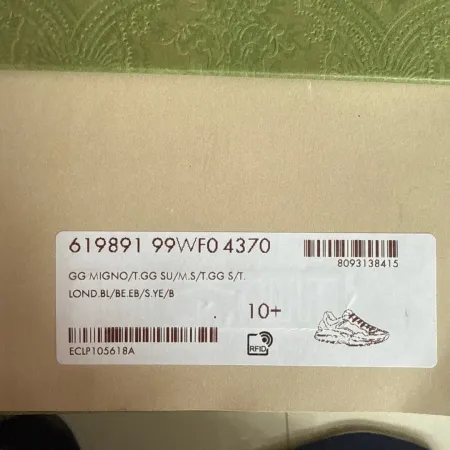 619891 99WF0 4370
8093138415
GG MIGNO/T.GG SU/M.S/T.GG S/T.
LOND.BL/BE.EB/S.YE/B
10+
ECLP105618A
RFID